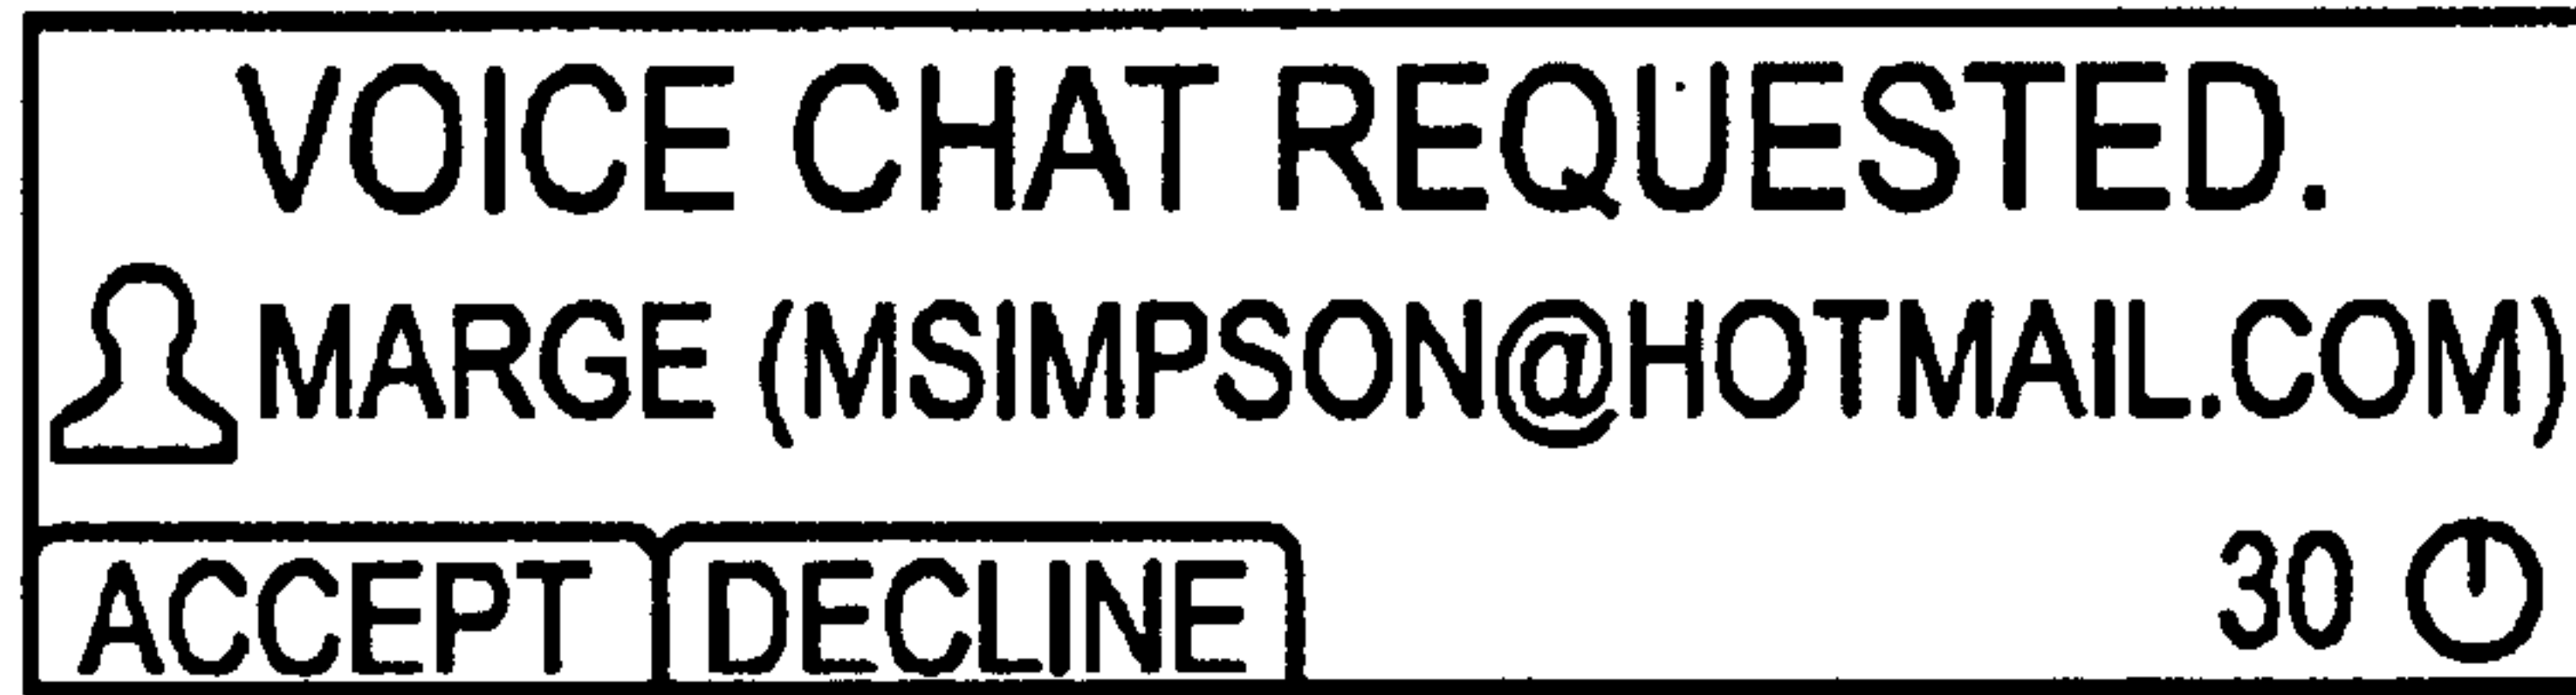 VOICE CHAT REQUESTED.
MARGE (MSIMPSON@HOTMAIL.COM)
ACCEPT DECLINE 30